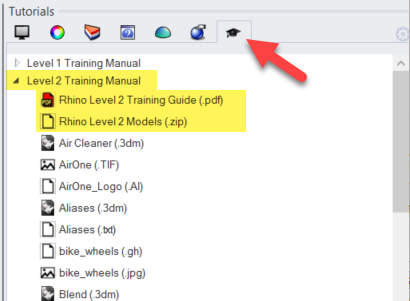 Tutorials
Level 1 Training Manual
Level 2 Training Manual
Rhino Level 2 Training Guide (.pdf)
Rhino Level 2 Models (.zip)
Air Cleaner (.3dm)
AirOne (.TIF)
AirOne_Logo (.AI)
Aliases (.3dm)
Aliases (.txt)
bike_wheels (.gh)
bike_wheels (.jpg)
Blend (.3dm)